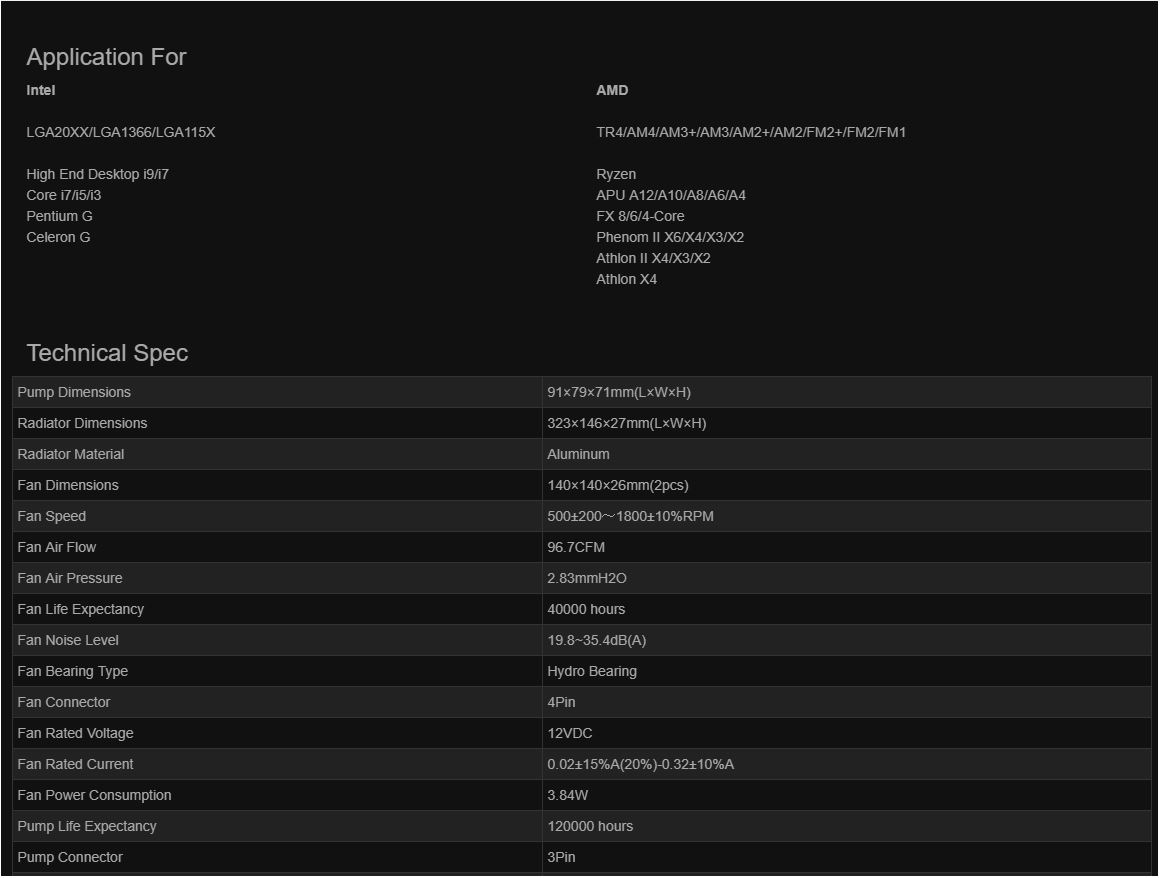 Application For
Intel
AMD
LGA20XX/LGA1366/LGA115X
TR4/AM4/AM3+/AM3/AM2+/AM2/FM2+/FM2/FM1
High End Desktop i9/i7
Core i7/i5/i3
Pentium G
Celeron G
Ryzen
APU A12/A10/A8/A6/A4
FX 8/6/4-Core
Phenom II X6/X4/X3/X2
Athlon II X4/X3/X2
Athlon X4
Technical Spec
Pump Dimensions 91×79×71mm(L×W×H)
Radiator Dimensions 323×146×27mm(L×W×H)
Radiator Material Aluminum
Fan Dimensions 140×140×26mm(2pcs)
Fan Speed 500±200～1800±10%RPM
Fan Air Flow 96.7CFM
Fan Air Pressure 2.83mmH2O
Fan Life Expectancy 40000 hours
Fan Noise Level 19.8~35.4dB(A)
Fan Bearing Type Hydro Bearing
Fan Connector 4Pin
Fan Rated Voltage 12VDC
Fan Rated Current 0.02±15%A(20%)-0.32±10%A
Fan Power Consumption 3.84W
Pump Life Expectancy 120000 hours
Pump Connector 3Pin